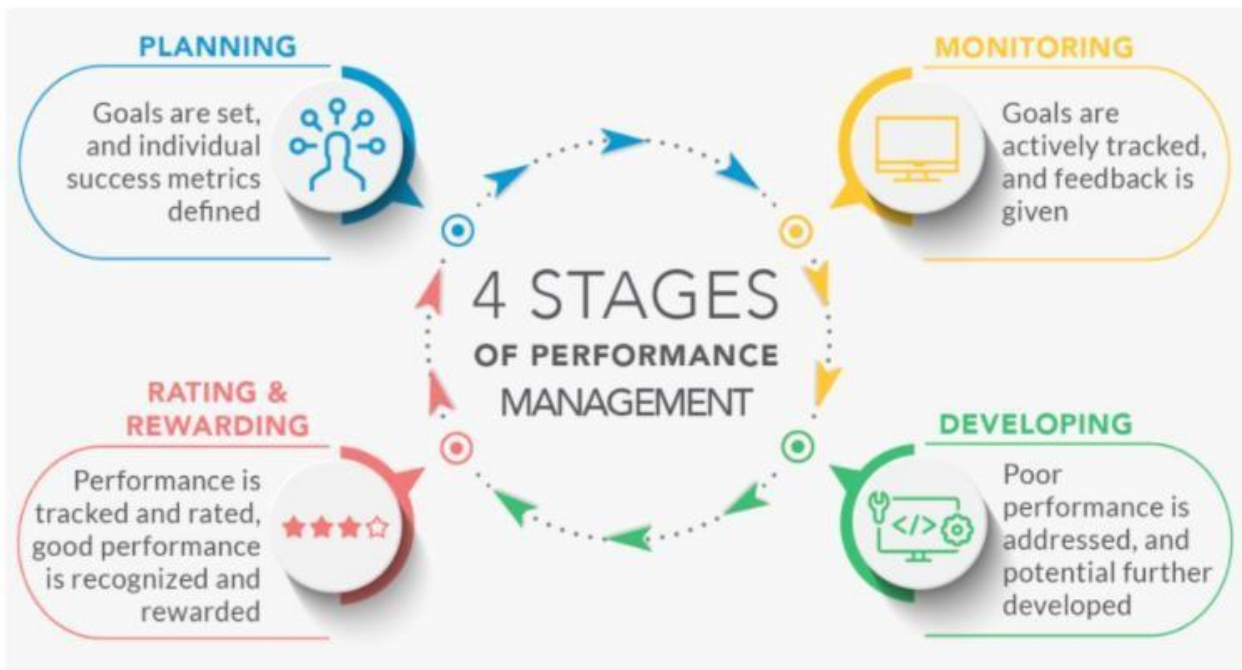 PLANNING
Goals are set,
and individual
success metrics
defined
MONITORING
Goals are
actively tracked,
and feedback is
given
4 STAGES
OF PERFORMANCE
MANAGEMENT
RATING &
REWARDING
Performance is
tracked and rated,
good performance
is recognized and
rewarded
DEVELOPING
</>
Poor
performance is
addressed, and
potential further
developed